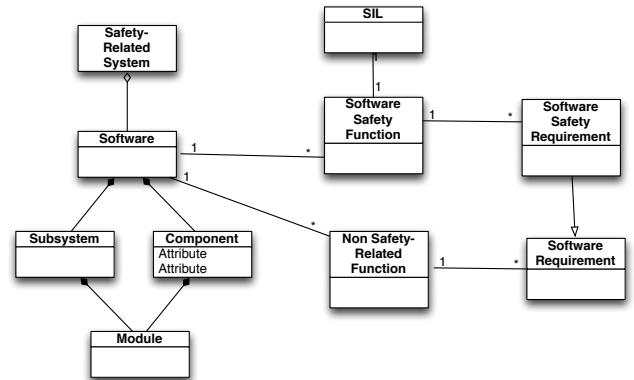 SIL
Safety-
Related
System
1
1
Software
Safety
Function
1
*
Software
Safety
Requirement
Software
1
*
1
*
Subsystem
Component
Attribute
Attribute
Non Safety-
Related
Function
1
*
Software
Requirement
Module